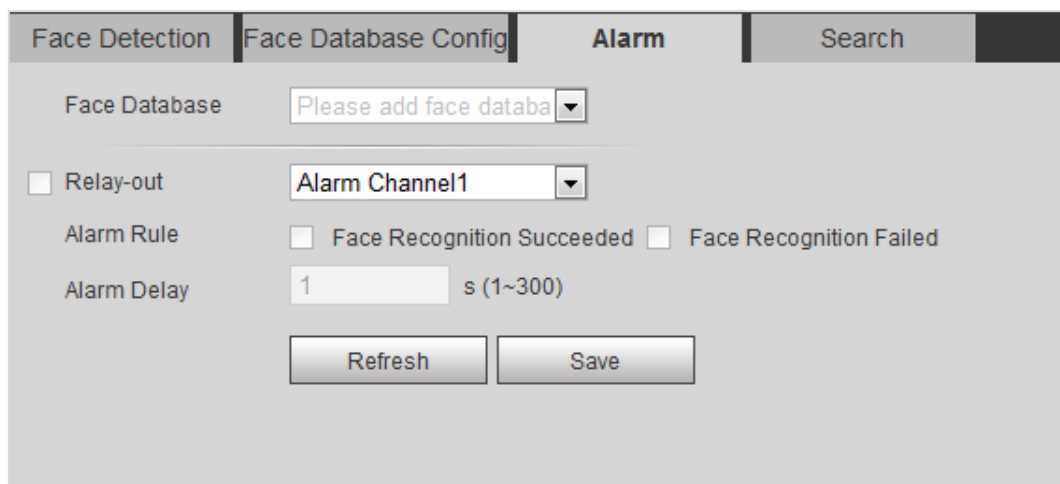 Face Detection Face Database Config Alarm Search
Face Database Please add face databa
Relay-out Alarm Channel1
Alarm Rule Face Recognition Succeeded Face Recognition Failed
Alarm Delay 1 s (1~300)
Refresh Save